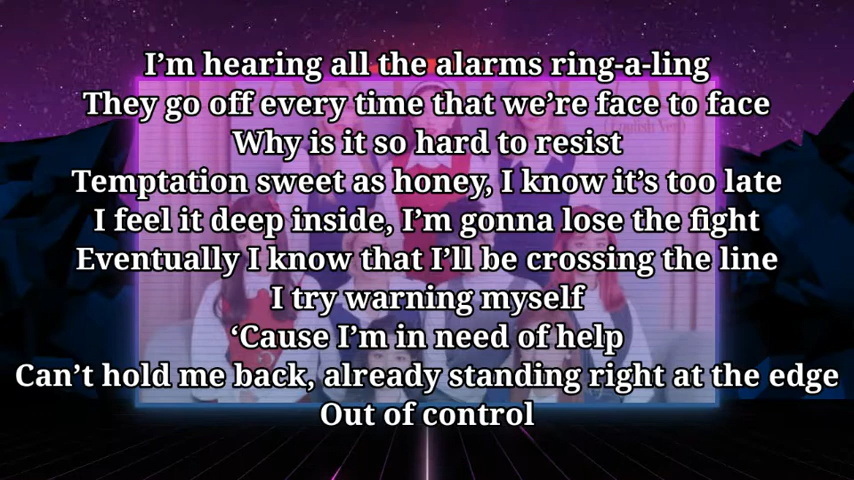 I’m hearing all the alarms ring-a-ling
They go off every time that we’re face to face
Why is it so hard to resist
Temptation sweet as honey, I know it’s too late
I feel it deep inside, I’m gonna lose the fight
Eventually I know that I’ll be crossing the line
I try warning myself
‘Cause I’m in need of help
Can’t hold me back, already standing right at the edge
Out of control